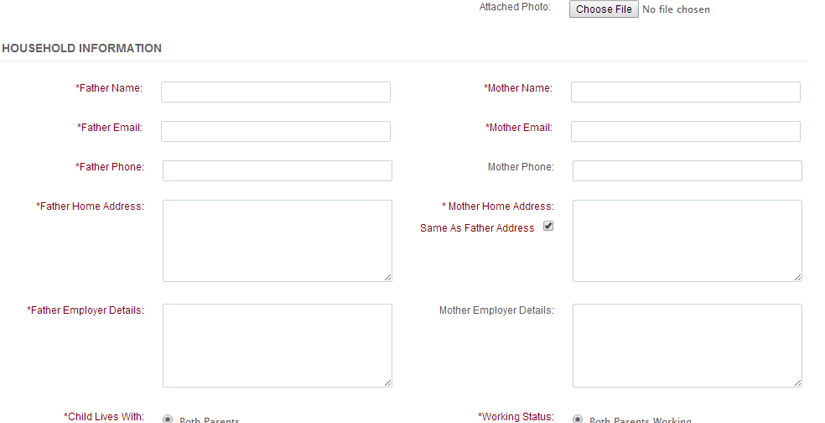 Attached Photo: Choose File No file chosen
HOUSEHOLD INFORMATION
*Father Name: *Mother Name:
*Father Email: *Mother Email:
*Father Phone: Mother Phone:
*Father Home Address: * Mother Home Address:
Same As Father Address
*Father Employer Details: Mother Employer Details:
*Child Lives With: Both Parents *Working Status: Both Parents Working